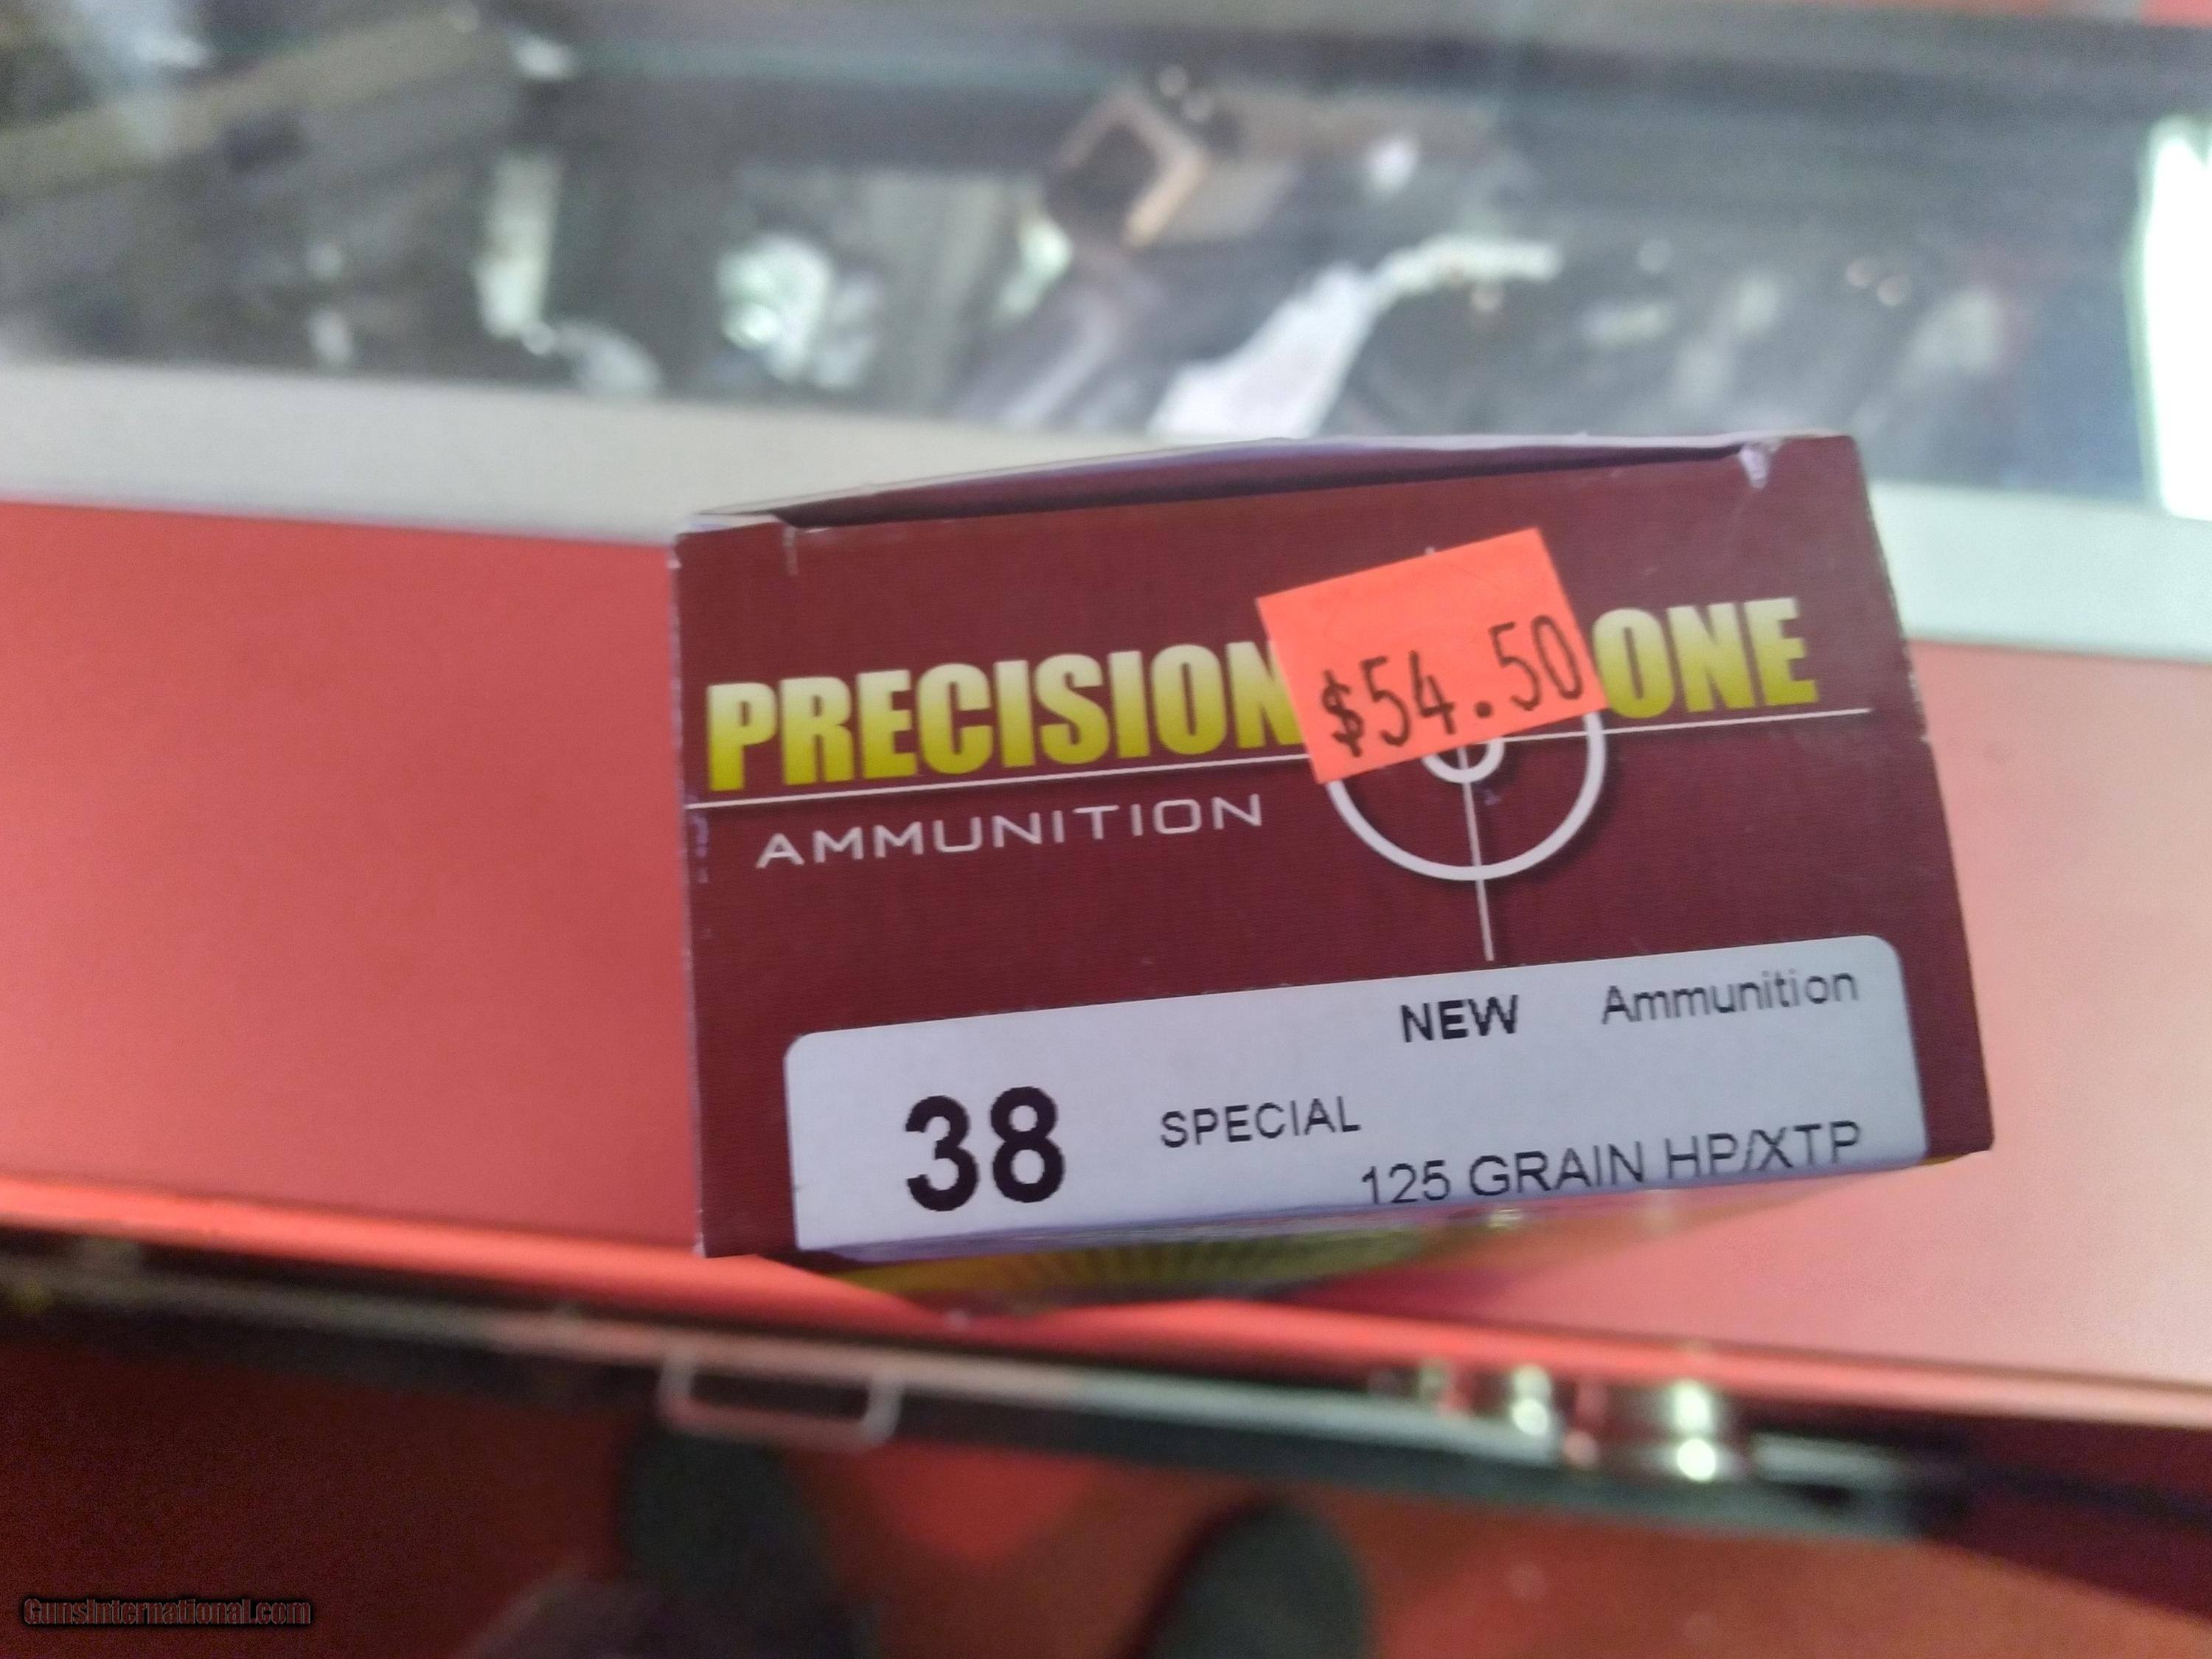 $54.50
PRECISION ONE
AMMUNITION
NEW Ammunition
38 SPECIAL
125 GRAIN HP/XTP
GunsInternational.com